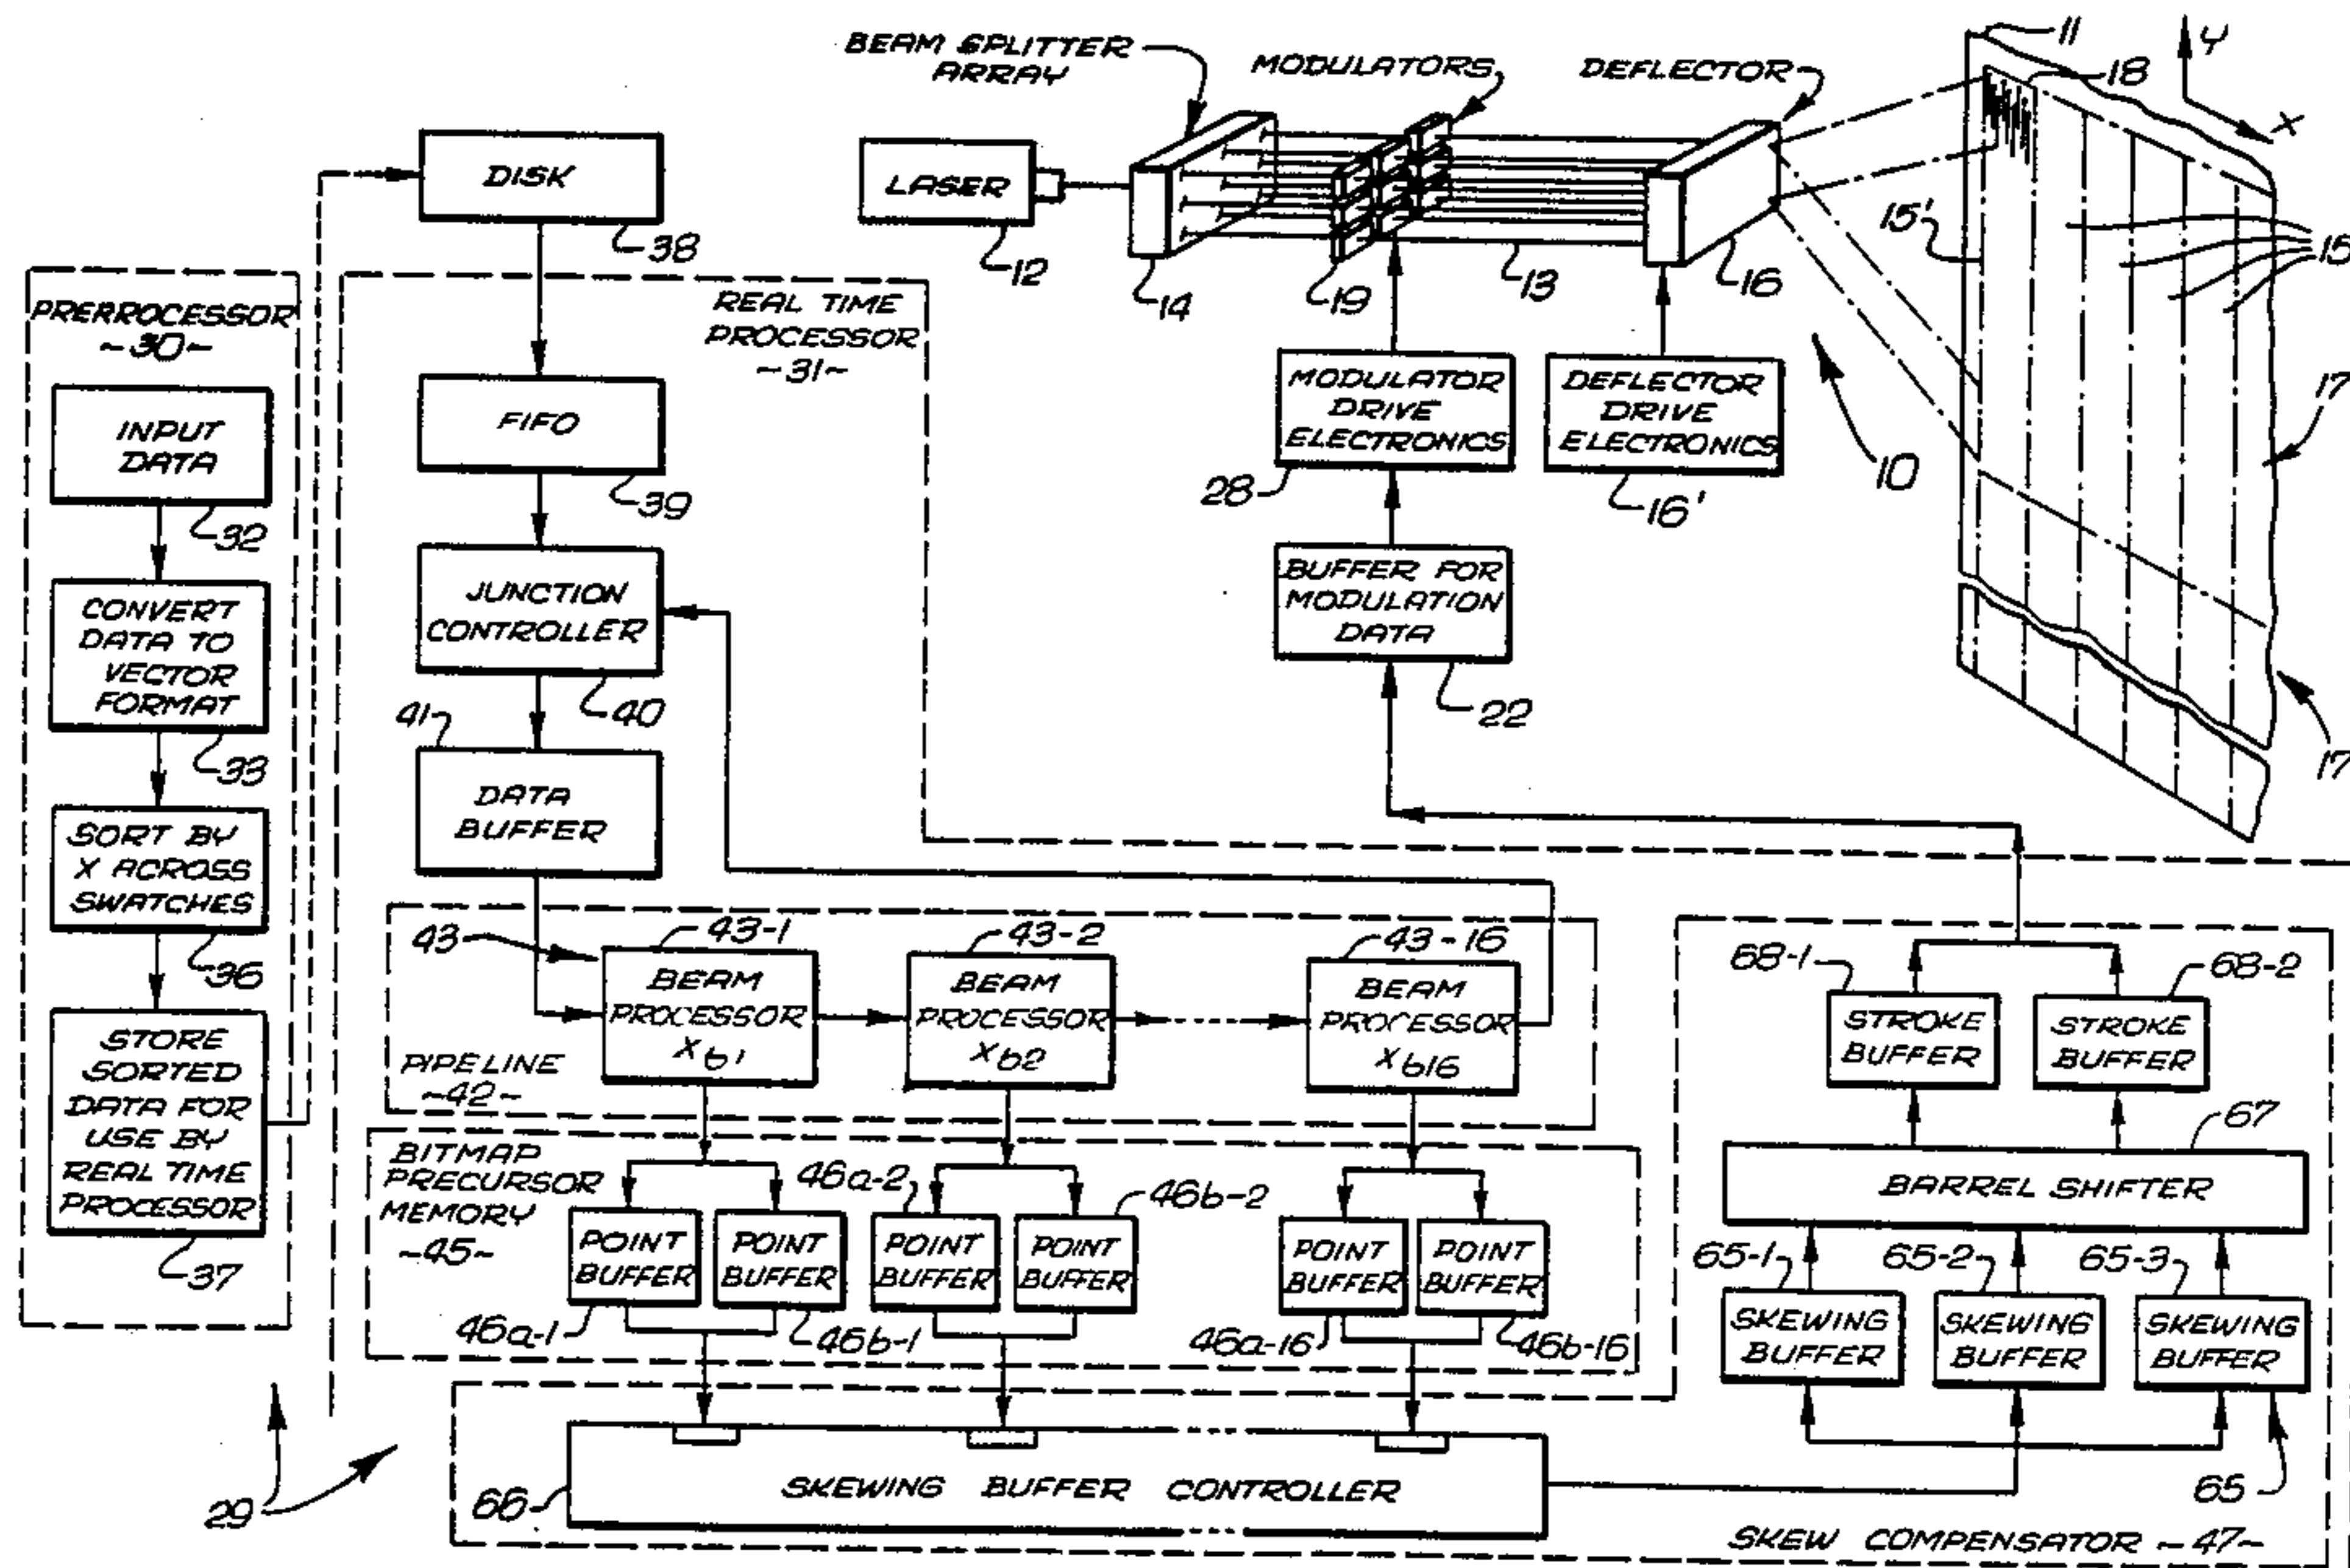 BEAM SPLITTER
ARRAY
MODULATORS
DEFLECTOR
11
18
Y
X
DISK
38
LASER
12
14
19
13
16
15'
15
17
10
PRERROCESSOR
~30~
REAL TIME
PROCESSOR
~31~
INPUT
DATA
32
FIFO
39
MODULATOR
DRIVE
ELECTRONICS
28
DEFLECTOR
DRIVE
ELECTRONICS
16'
CONVERT
DATA TO
VECTOR
FORMAT
33
JUNCTION
CONTROLLER
40
BUFFER FOR
MODULATION
DATA
22
17
41
DATA
BUFFER
SORT BY
X ACROSS
SWATCHES
36
43
43-1
BEAM
PROCESSOR
Xb1
43-2
BEAM
PROCESSOR
Xb2
43-16
BEAM
PROCESSOR
Xb16
PIPELINE
~42~
68-1
STROKE
BUFFER
68-2
STROKE
BUFFER
STORE
SORTED
DATA FOR
USE BY
REAL TIME
PROCESSOR
37
BITMAP
PRECURSOR
MEMORY
~45~
46a-2
46b-2
POINT
BUFFER
POINT
BUFFER
POINT
BUFFER
POINT
BUFFER
POINT
BUFFER
POINT
BUFFER
46a-1
46b-1
46a-16
46b-16
67
BARREL SHIFTER
65-1
65-2
65-3
SKEWING
BUFFER
SKEWING
BUFFER
SKEWING
BUFFER
65
29
66
SKEWING BUFFER CONTROLLER
SKEW COMPENSATOR ~47~